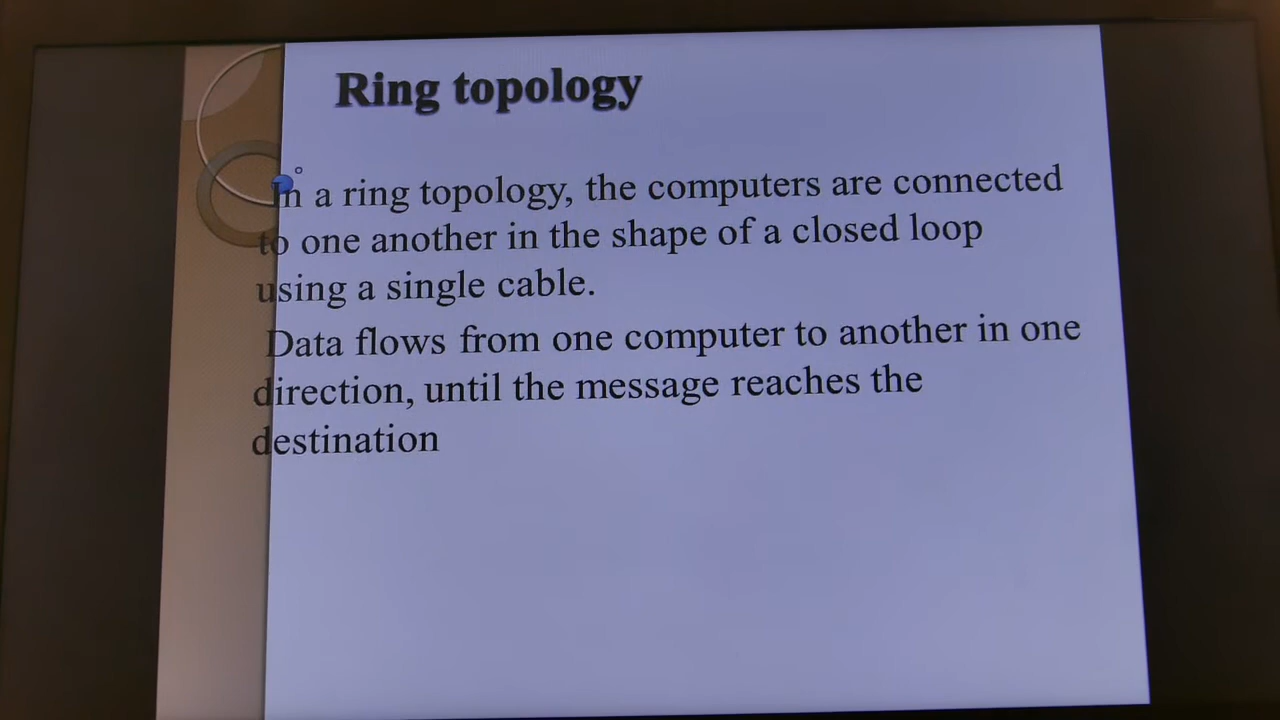 Ring topology
In a ring topology, the computers are connected
to one another in the shape of a closed loop
using a single cable.
Data flows from one computer to another in one
direction, until the message reaches the
destination